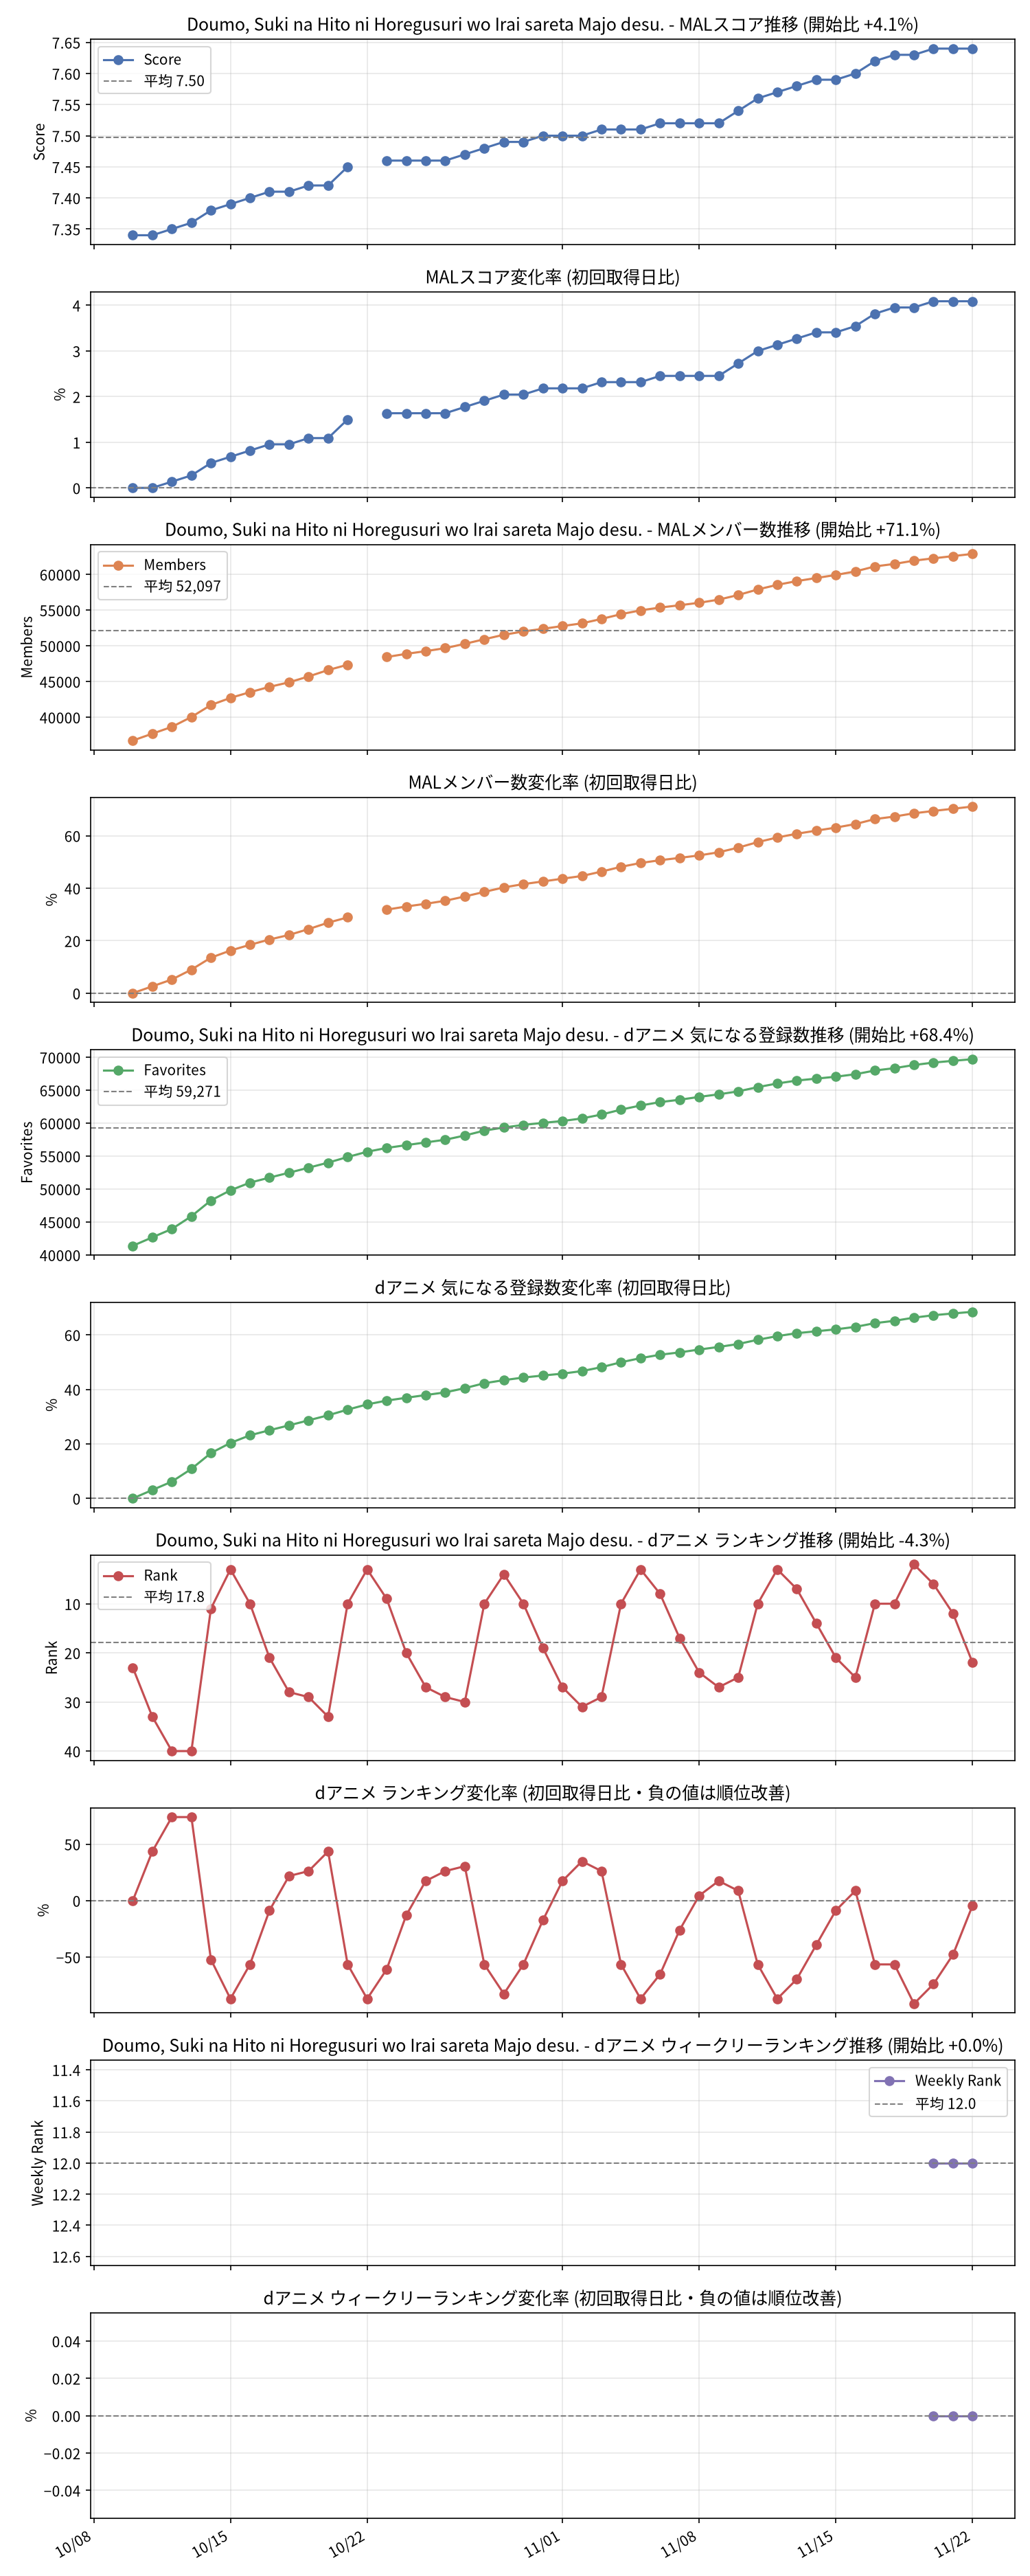 Doumo, Suki na Hito ni Horegusuri wo Irai sareta Majo desu. - MALスコア推移 (開始比 +4.1%)
Score
平均 7.50
Score
7.65
7.60
7.55
7.50
7.45
7.40
7.35
MALスコア変化率 (初回取得日比)
%
4
3
2
1
0
Doumo, Suki na Hito ni Horegusuri wo Irai sareta Majo desu. - MALメンバー数推移 (開始比 +71.1%)
Members
平均 52,097
Members
60000
55000
50000
45000
40000
MALメンバー数変化率 (初回取得日比)
%
60
40
20
0
Doumo, Suki na Hito ni Horegusuri wo Irai sareta Majo desu. - dアニメ 気になる登録数推移 (開始比 +68.4%)
Favorites
平均 59,271
Favorites
70000
65000
60000
55000
50000
45000
40000
dアニメ 気になる登録数変化率 (初回取得日比)
%
60
40
20
0
Doumo, Suki na Hito ni Horegusuri wo Irai sareta Majo desu. - dアニメ ランキング推移 (開始比 -4.3%)
Rank
平均 17.8
Rank
10
20
30
40
dアニメ ランキング変化率 (初回取得日比・負の値は順位改善)
%
50
0
−50
Doumo, Suki na Hito ni Horegusuri wo Irai sareta Majo desu. - dアニメ ウィークリーランキング推移 (開始比 +0.0%)
Weekly Rank
平均 12.0
Weekly Rank
11.4
11.6
11.8
12.0
12.2
12.4
12.6
dアニメ ウィークリーランキング変化率 (初回取得日比・負の値は順位改善)
%
0.04
0.02
0.00
−0.02
−0.04
10/08
10/15
10/22
11/01
11/08
11/15
11/22